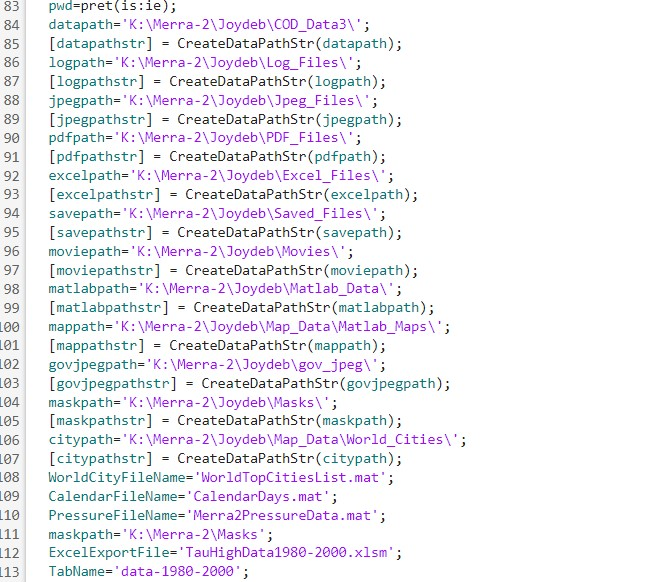 83 pwd=pret(is:ie);
84 datapath='K:\Merra-2\Joydeb\COD_Data3\';
85 [datapathstr] = CreateDataPathStr(datapath);
86 logpath='K:\Merra-2\Joydeb\Log_Files\';
87 [logpathstr] = CreateDataPathStr(logpath);
88 jpegpath='K:\Merra-2\Joydeb\Jpeg_Files\';
89 [jpegpathstr] = CreateDataPathStr(jpegpath);
90 pdfpath='K:\Merra-2\Joydeb\PDF_Files\';
91 [pdfpathstr] = CreateDataPathStr(pdfpath);
92 excelpath='K:\Merra-2\Joydeb\Excel_Files\';
93 [excelpathstr] = CreateDataPathStr(excelpath);
94 savepath='K:\Merra-2\Joydeb\Saved_Files\';
95 [savepathstr] = CreateDataPathStr(savepath);
96 moviepath='K:\Merra-2\Joydeb\Movies\';
97 [moviepathstr] = CreateDataPathStr(moviepath);
98 matlabpath='K:\Merra-2\Joydeb\Matlab_Data\';
99 [matlabpathstr] = CreateDataPathStr(matlabpath);
100 mappath='K:\Merra-2\Joydeb\Map_Data\Matlab_Maps\';
101 [mappathstr] = CreateDataPathStr(mappath);
102 govjpegpath='K:\Merra-2\Joydeb\gov_jpeg\';
103 [govjpegpathstr] = CreateDataPathStr(govjpegpath);
104 maskpath='K:\Merra-2\Joydeb\Masks\';
105 [maskpathstr] = CreateDataPathStr(maskpath);
106 citypath='K:\Merra-2\Joydeb\Map_Data\World_Cities\';
107 [citypathstr] = CreateDataPathStr(citypath);
108 WorldCityFileName='WorldTopCitiesList.mat';
109 CalendarFileName='CalendarDays.mat';
110 PressureFileName='Merra2PressureData.mat';
111 maskpath='K:\Merra-2\Masks';
112 ExcelExportFile='TauHighData1980-2000.xlsm';
113 TabName='data-1980-2000';